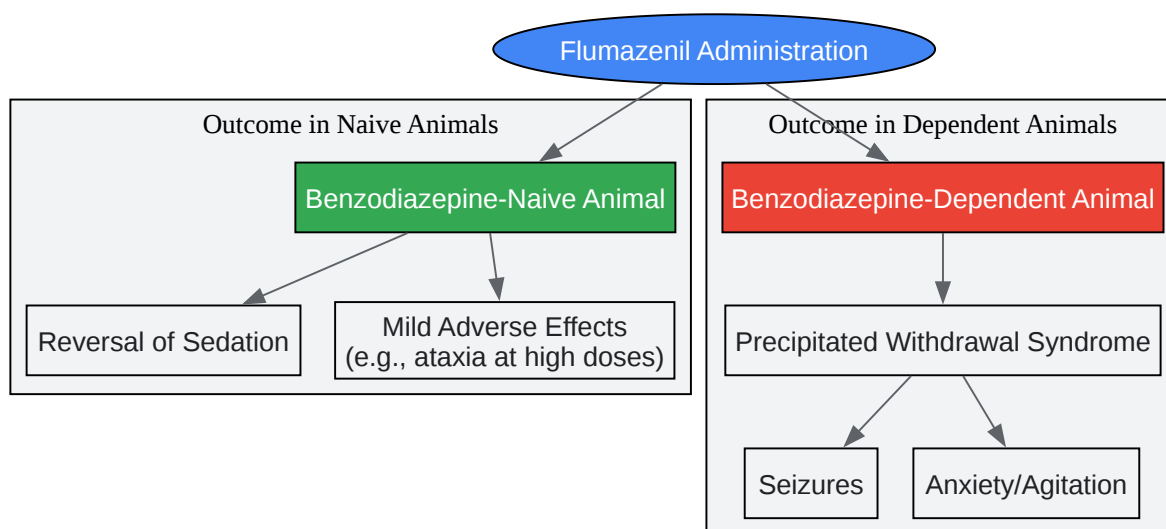 Flumazenil Administration
Outcome in Naive Animals
Outcome in Dependent Animals
Benzodiazepine-Naive Animal
Benzodiazepine-Dependent Animal
Reversal of Sedation
Mild Adverse Effects
(e.g., ataxia at high doses)
Precipitated Withdrawal Syndrome
Seizures
Anxiety/Agitation